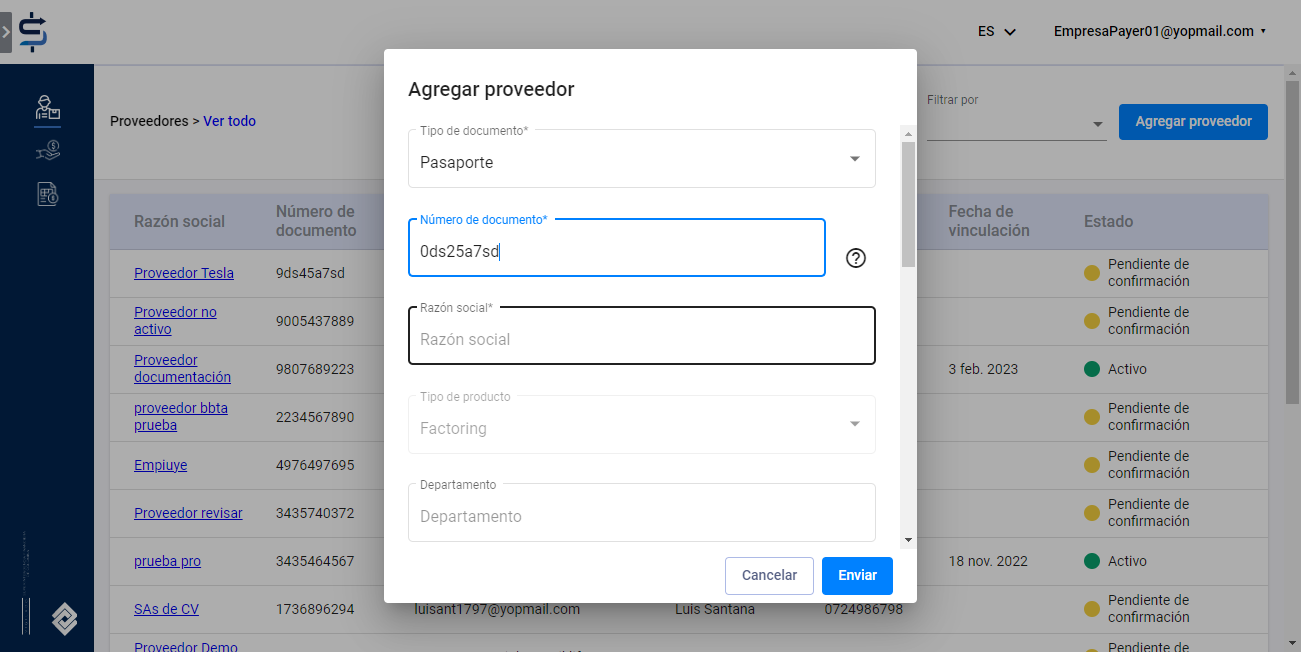 ES
EmpresaPayer01@yopmail.com
Proveedores > Ver todo
Filtrar por
Agregar proveedor
Agregar proveedor
Tipo de documento*
Pasaporte
Número de documento*
0ds25a7sd
Razón social*
Razón social
Tipo de producto
Factoring
Departamento
Departamento
Cancelar
Enviar
Razón social
Número de
documento
Fecha de
vinculación
Estado
Proveedor Tesla
9ds45a7sd
Pendiente de
confirmación
Proveedor no
activo
9005437889
Pendiente de
confirmación
Proveedor
documentación
9807689223
3 feb. 2023
Activo
proveedor bbta
prueba
2234567890
Pendiente de
confirmación
Empiuye
4976497695
Pendiente de
confirmación
Proveedor revisar
3435740372
Pendiente de
confirmación
prueba pro
3435464567
18 nov. 2022
Activo
SAs de CV
1736896294
luisant1797@yopmail.com
Luis Santana
0724986798
Pendiente de
confirmación
Proveedor Demo
Pendiente de